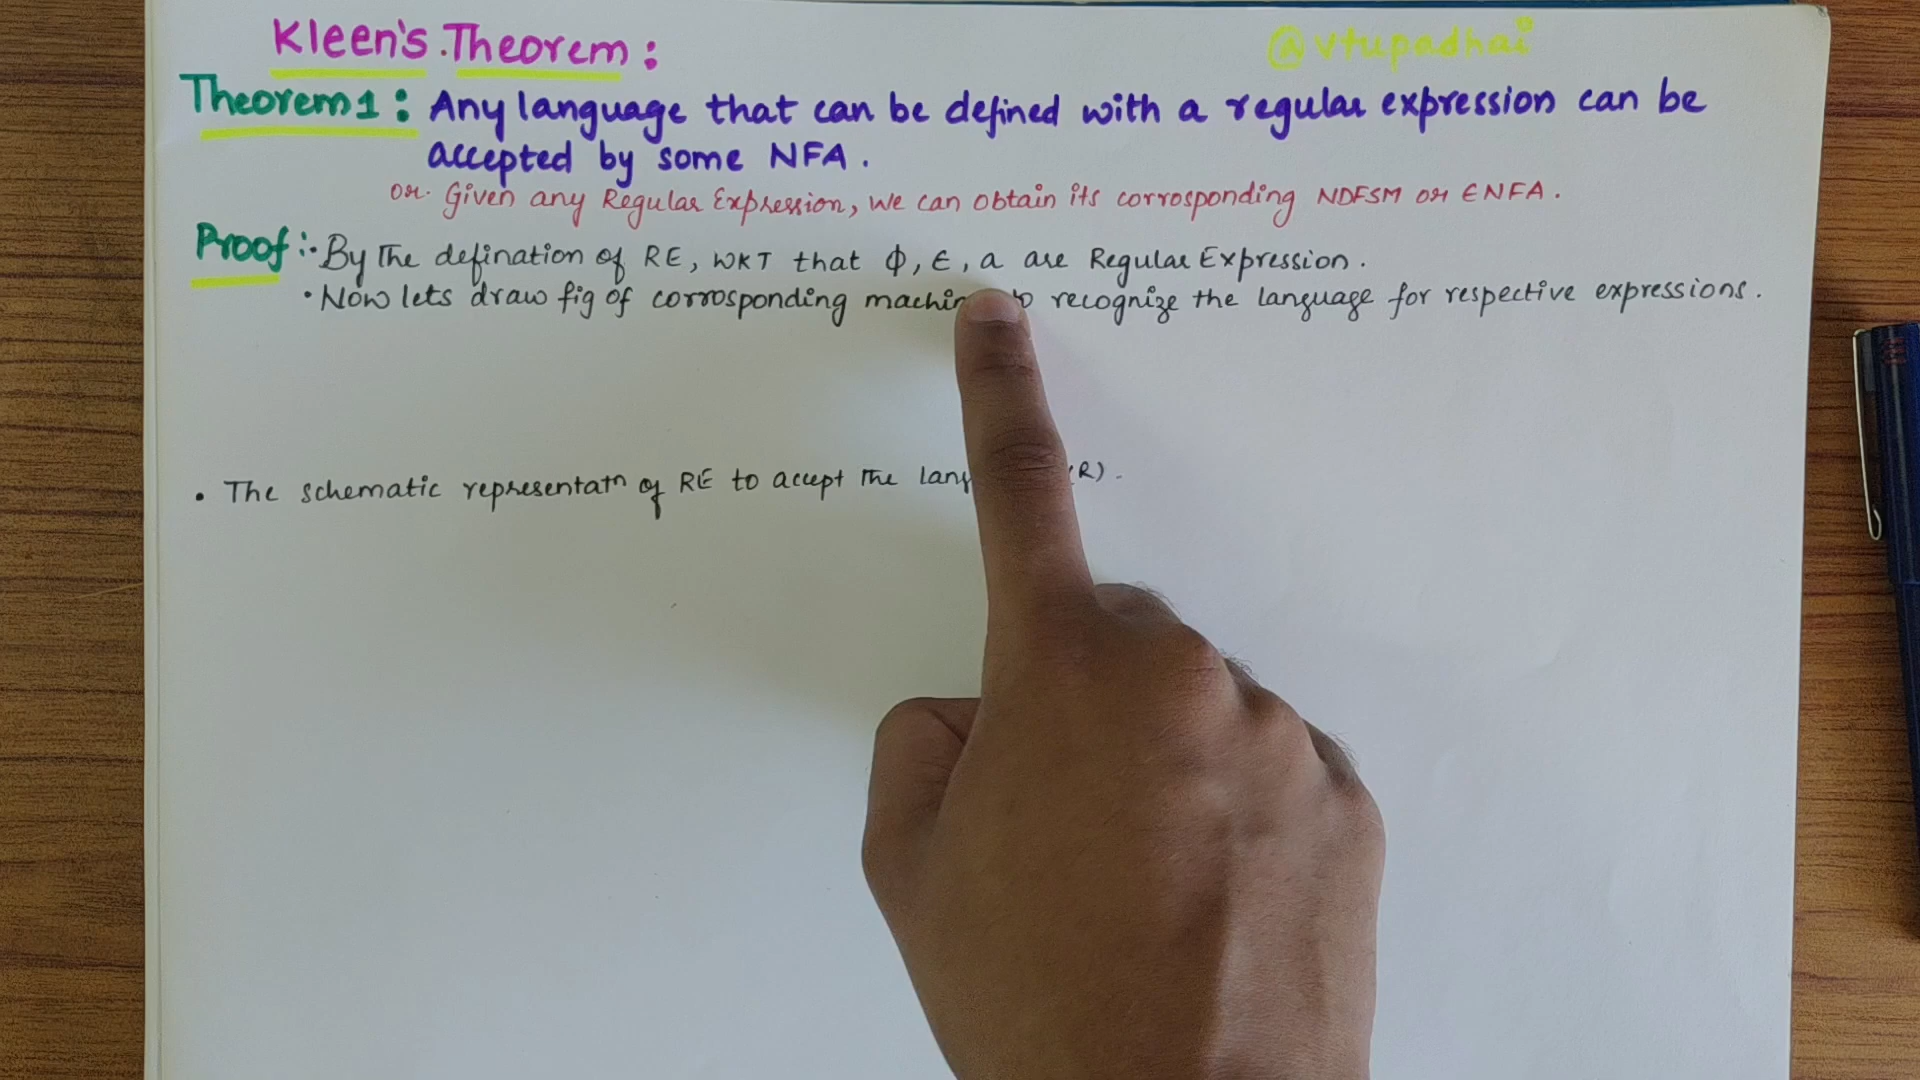 Kleen's Theorem :
@vtupadhai
Theorem 1 : Any language that can be defined with a regular expression can be
accepted by some NFA .
or. Given any Regular Expression, We can obtain its corrosponding NDFSM or ENFA .
Proof :- • By The defination of RE, WKT that ϕ, ϵ, a are Regular Expression .
• Now lets draw fig of corrosponding recognize the language for respective expressions .
• The schematic representatn of RE to accept The (R) .